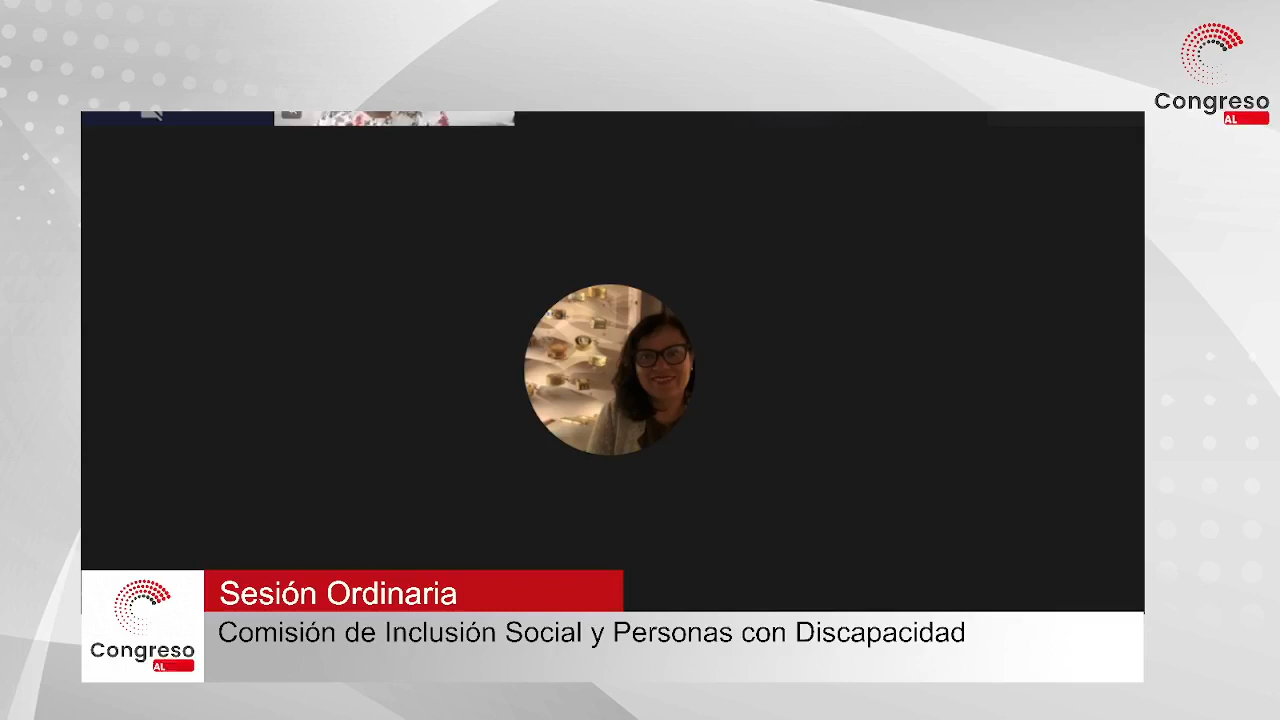 Congreso
AL
Sesión Ordinaria
Comisión de Inclusión Social y Personas con Discapacidad
Congreso
AL